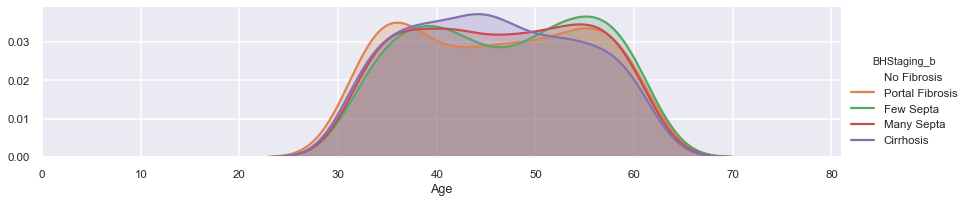 0.03
0.02
0.01
0.00
0 10 20 30 40 50 60 70 80
Age
BHStaging_b
No Fibrosis
Portal Fibrosis
Few Septa
Many Septa
Cirrhosis